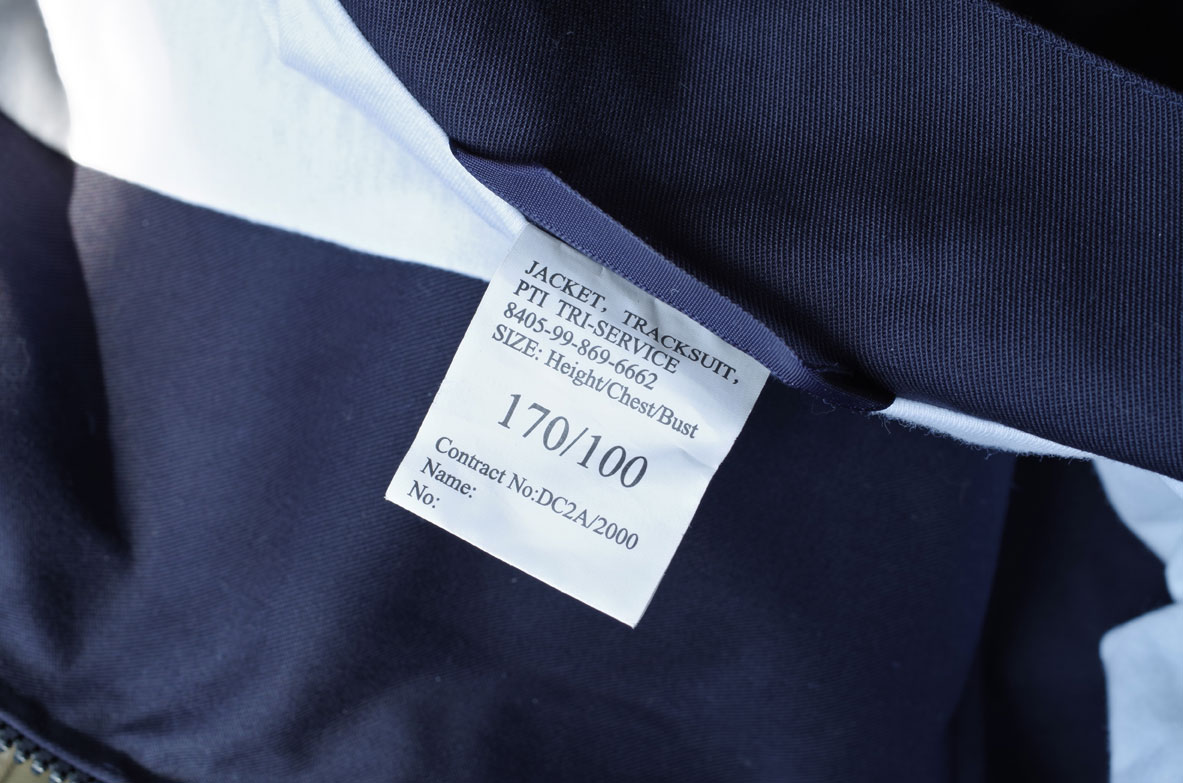 JACKET, TRACKSUIT,
PTI TRI-SERVICE
8405-99-869-6662
SIZE: Height/Chest/Bust
170/100
Contract No:DC2A/2000
Name:
No: